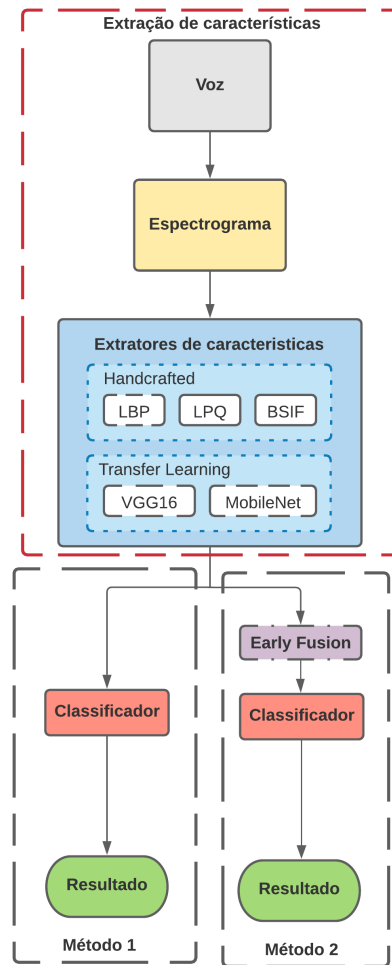 Extração de características
Voz
Espectrograma
Extratores de caracteristicas
Handcrafted
LBP
LPQ
BSIF
Transfer Learning
VGG16
MobileNet
Early Fusion
Classificador
Classificador
Resultado
Resultado
Método 1
Método 2